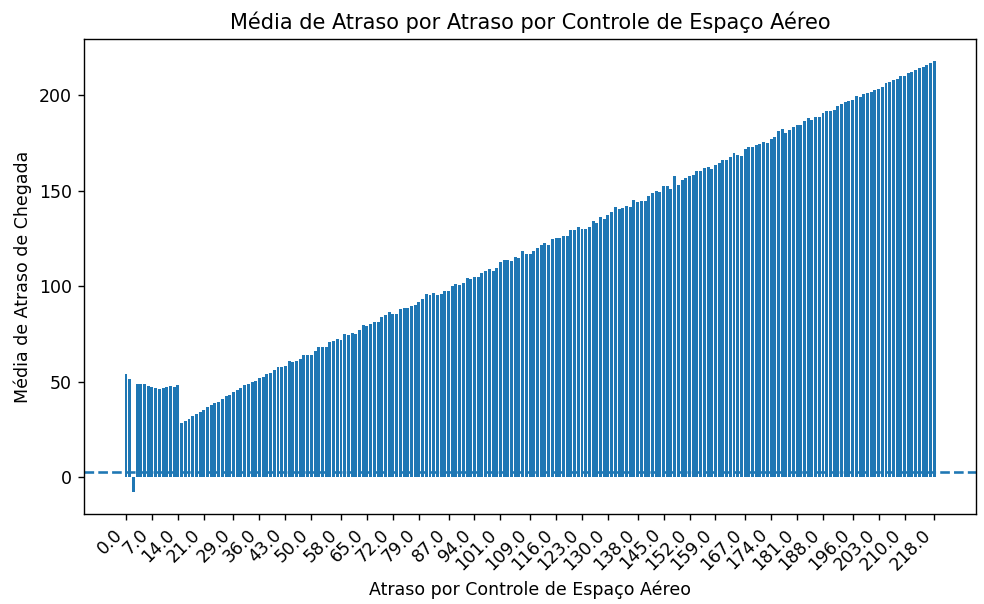 Média de Atraso por Atraso por Controle de Espaço Aéreo
Média de Atraso de Chegada
200
150
100
50
0
0.0 7.0 14.0 21.0 29.0 36.0 43.0 50.0 58.0 65.0 72.0 79.0 87.0 94.0 101.0 109.0 116.0 123.0 130.0 138.0 145.0 152.0 159.0 167.0 174.0 181.0 188.0 196.0 203.0 210.0 218.0
Atraso por Controle de Espaço Aéreo